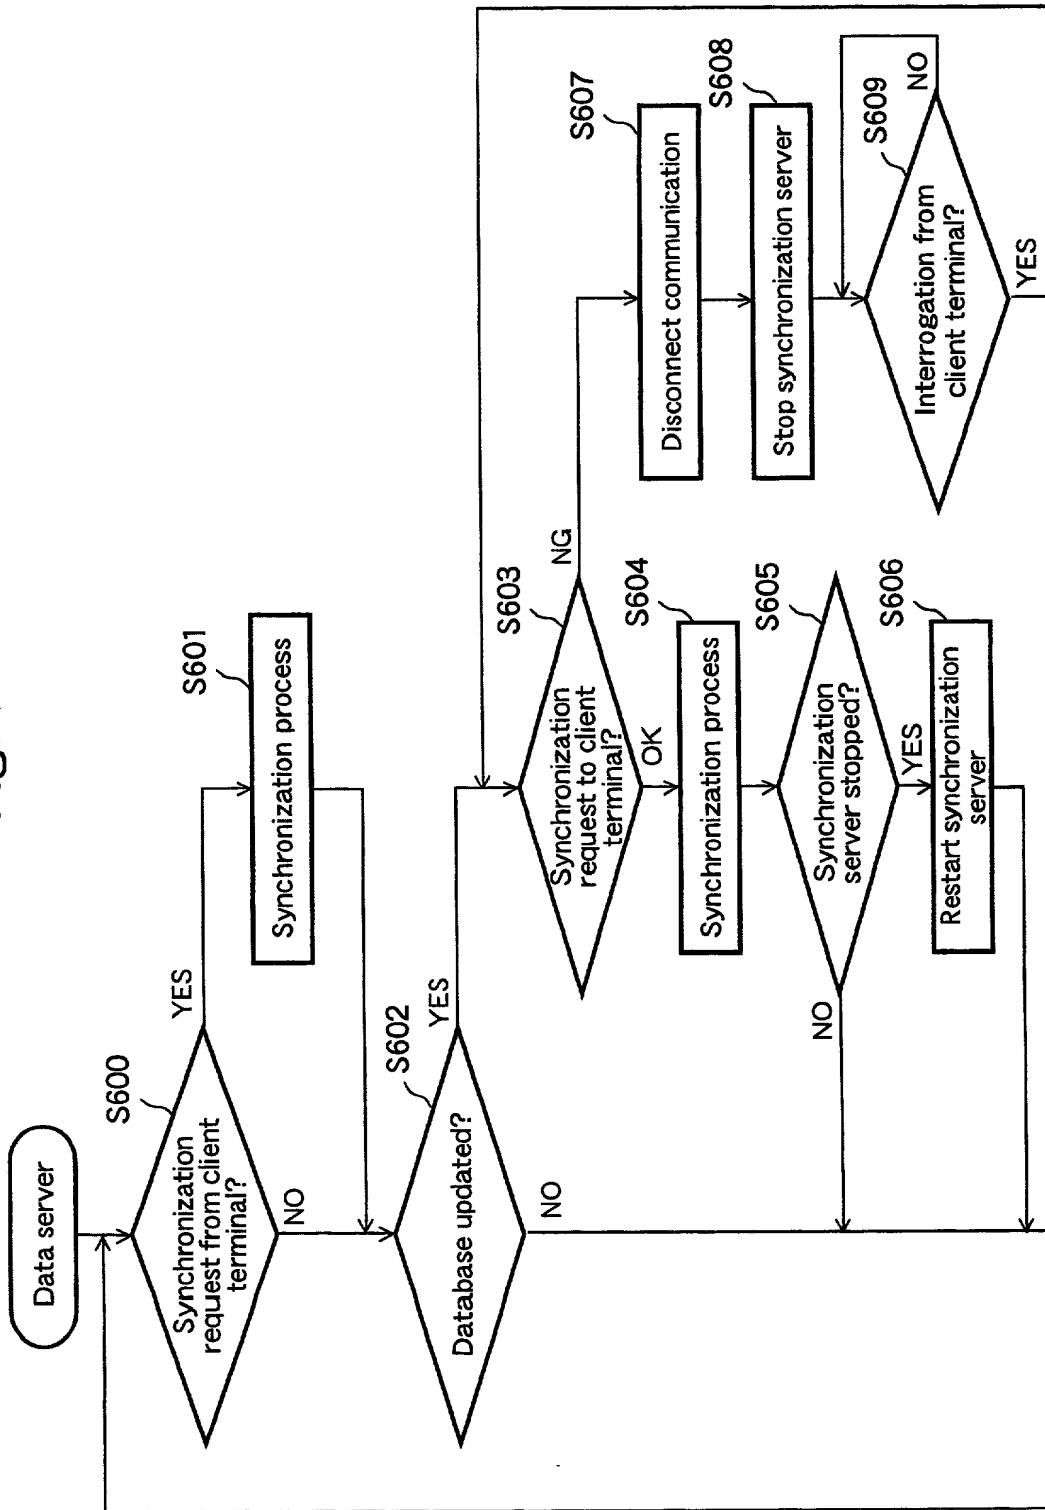 Data server
S600
Synchronization
request from client
terminal?
YES
NO
S601
Synchronization process
S602
Database updated?
YES
NO
S603
Synchronization
request to client
terminal?
NG
OK
S604
Synchronization process
S605
Synchronization
server stopped?
NO
YES
S606
Restart synchronization
server
S607
Disconnect communication
S608
Stop synchronization server
S609
Interrogation from
client terminal?
NO
YES